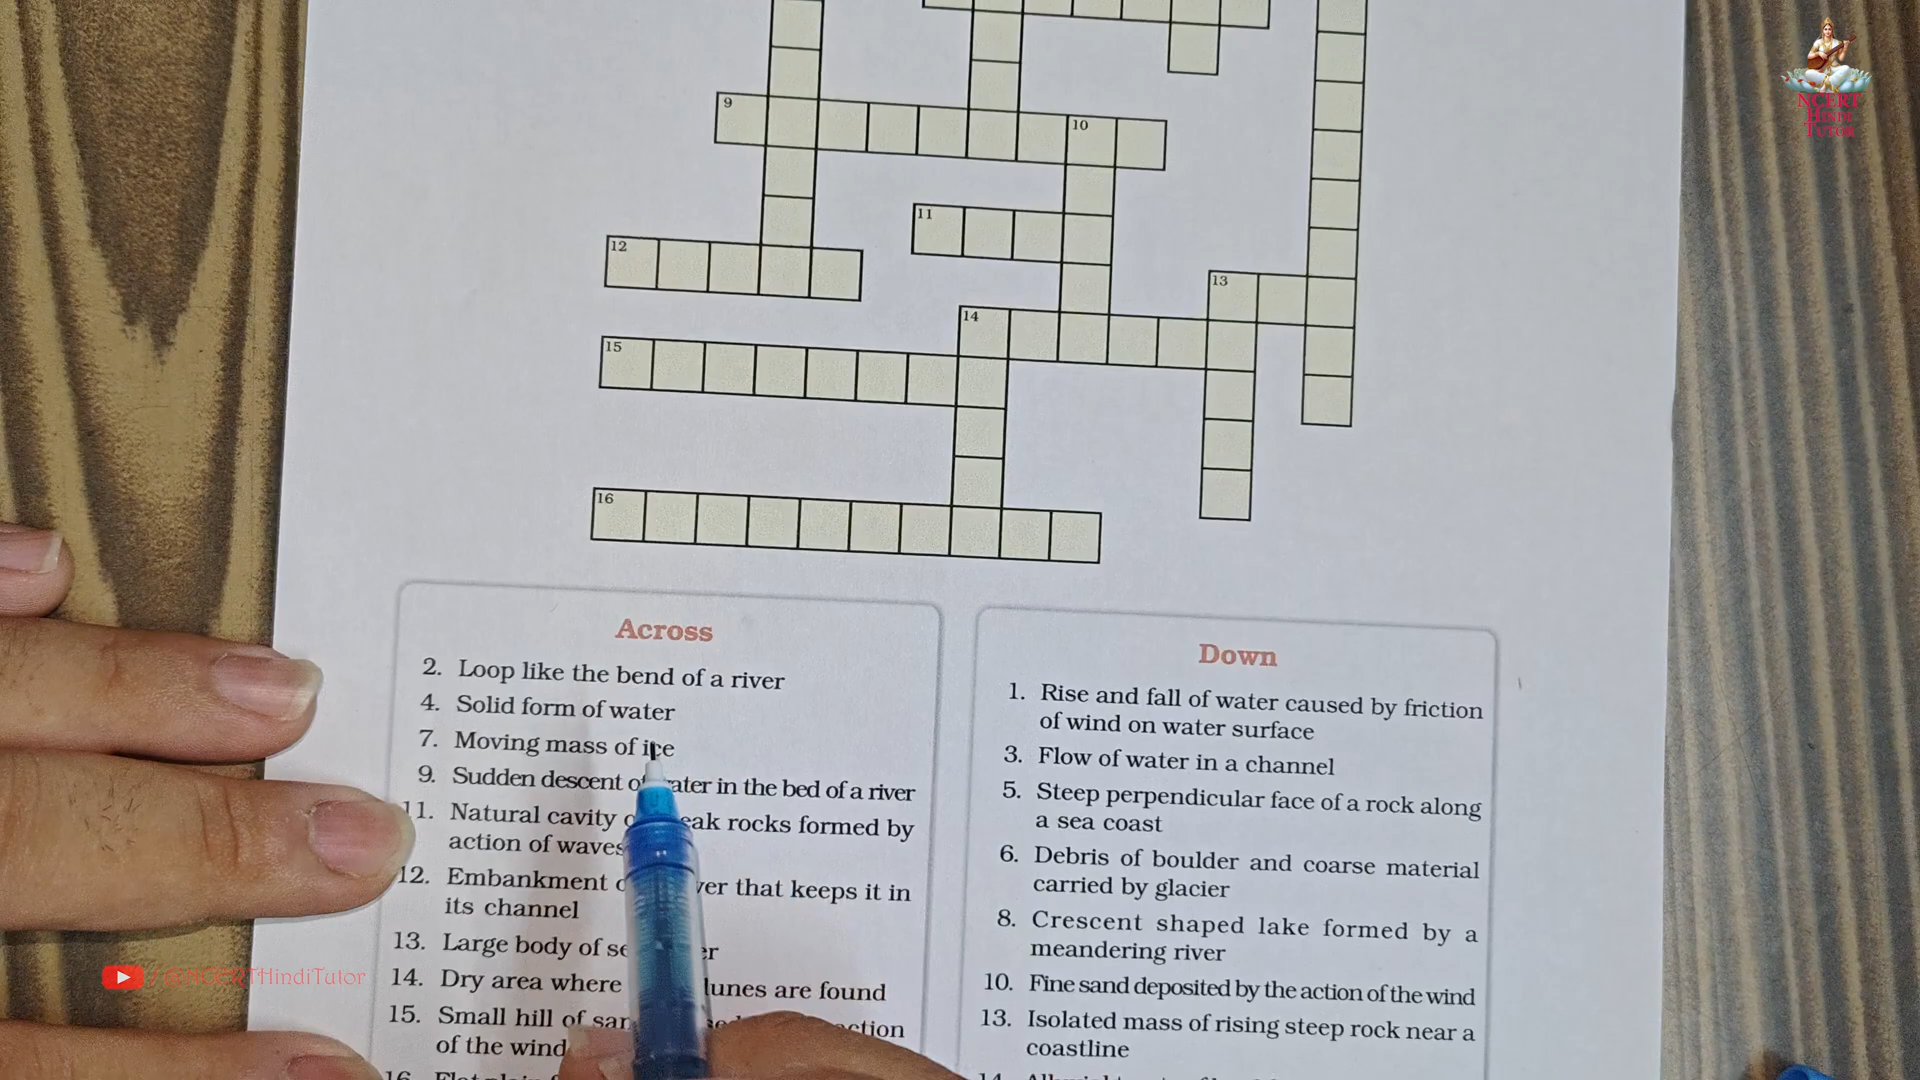 NCERT
HINDI
TUTOR
9
10
11
12
13
14
15
16
Across
2. Loop like the bend of a river
4. Solid form of water
7. Moving mass of ice
9. Sudden descent of water in the bed of a river
11. Natural cavity rocks formed by
action of waves
12. Embankment that keeps it in
its channel
13. Large body of
14. Dry area where are found
15. Small hill of
of the wind
16.
Down
1. Rise and fall of water caused by friction
of wind on water surface
3. Flow of water in a channel
5. Steep perpendicular face of a rock along
a sea coast
6. Debris of boulder and coarse material
carried by glacier
8. Crescent shaped lake formed by a
meandering river
10. Fine sand deposited by the action of the wind
13. Isolated mass of rising steep rock near a
coastline
/ @NCERTHindiTutor